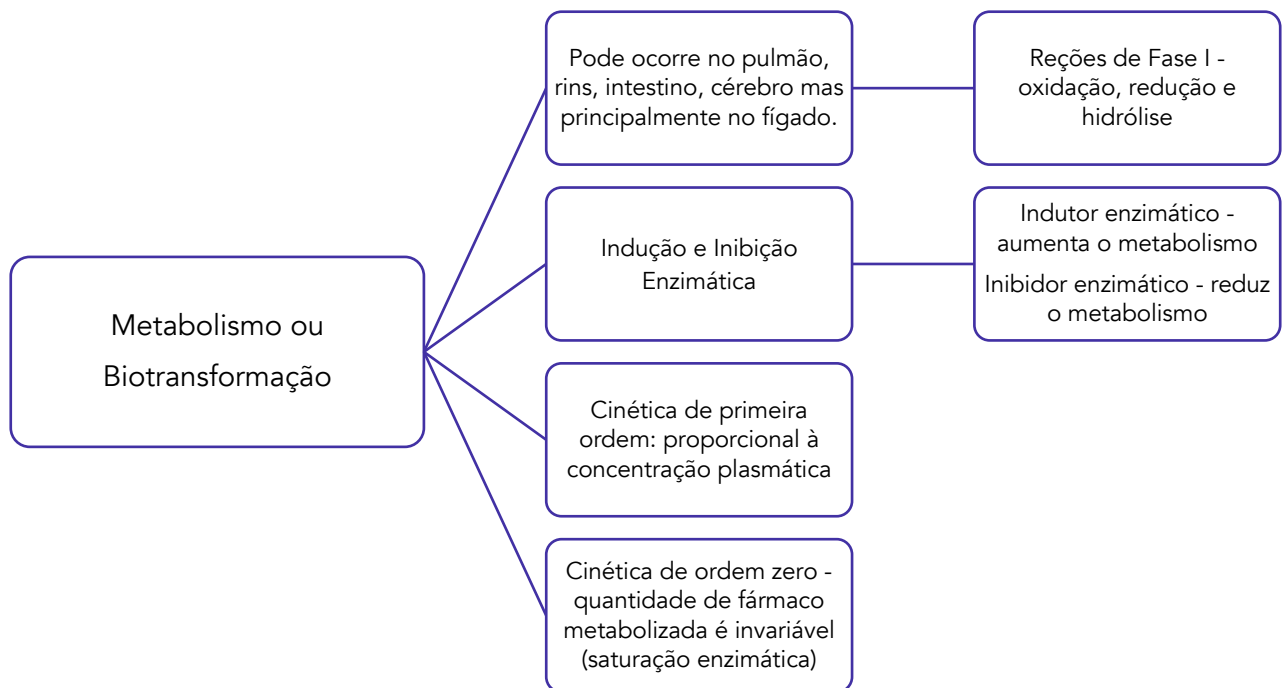 Metabolismo ou
Biotransformação
Pode ocorre no pulmão,
rins, intestino, cérebro mas
principalmente no fígado.
Reções de Fase I -
oxidação, redução e
hidrólise
Indução e Inibição
Enzimática
Indutor enzimático -
aumenta o metabolismo
Inibidor enzimático - reduz
o metabolismo
Cinética de primeira
ordem: proporcional à
concentração plasmática
Cinética de ordem zero -
quantidade de fármaco
metabolizada é invariável
(saturação enzimática)